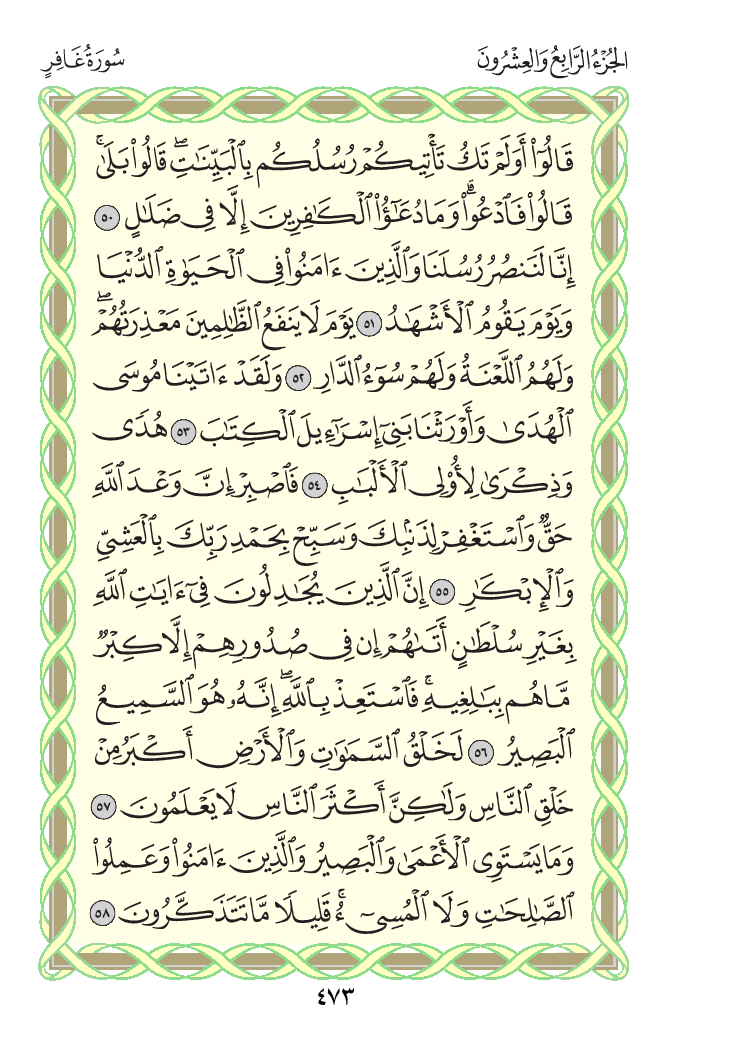 الجُزْءُ الرَّابِعُ وَالعِشْرُونَ سُورَةُ غَافِرٍ
قَالُوٓاْ أَوَلَمْ تَكُ تَأْتِيكُمْ رُسُلُكُم بِٱلْبَيِّنَٰتِۖ قَالُواْ بَلَىٰۚ
قَالُواْ فَٱدْعُواْۗ وَمَا دُعَٰٓؤُاْ ٱلْكَٰفِرِينَ إِلَّا فِى ضَلَٰلٍ ٥٠
إِنَّا لَنَنصُرُ رُسُلَنَا وَٱلَّذِينَ ءَامَنُواْ فِى ٱلْحَيَوٰةِ ٱلدُّنْيَا
وَيَوْمَ يَقُومُ ٱلْأَشْهَٰدُ ٥١ يَوْمَ لَا يَنفَعُ ٱلظَّٰلِمِينَ مَعْذِرَتُهُمْۖ
وَلَهُمُ ٱللَّعْنَةُ وَلَهُمْ سُوٓءُ ٱلدَّارِ ٥٢ وَلَقَدْ ءَاتَيْنَا مُوسَى
ٱلْهُدَىٰ وَأَوْرَثْنَا بَنِىٓ إِسْرَٰٓءِيلَ ٱلْكِتَٰبَ ٥٣ هُدًى
وَذِكْرَىٰ لِأُوْلِى ٱلْأَلْبَٰبِ ٥٤ فَٱصْبِرْ إِنَّ وَعْدَ ٱللَّهِ
حَقٌّ وَٱسْتَغْفِرْ لِذَنۢبِكَ وَسَبِّحْ بِحَمْدِ رَبِّكَ بِٱلْعَشِىِّ
وَٱلْإِبْكَٰرِ ٥٥ إِنَّ ٱلَّذِينَ يُجَٰدِلُونَ فِىٓ ءَايَٰتِ ٱللَّهِ
بِغَيْرِ سُلْطَٰنٍ أَتَىٰهُمْ إِن فِى صُدُورِهِمْ إِلَّا كِبْرٌ
مَّا هُم بِبَٰلِغِيهِۚ فَٱسْتَعِذْ بِٱللَّهِۖ إِنَّهُۥ هُوَ ٱلسَّمِيعُ
ٱلْبَصِيرُ ٥٦ لَخَلْقُ ٱلسَّمَٰوَٰتِ وَٱلْأَرْضِ أَكْبَرُ مِنْ
خَلْقِ ٱلنَّاسِ وَلَٰكِنَّ أَكْثَرَ ٱلنَّاسِ لَا يَعْلَمُونَ ٥٧
وَمَا يَسْتَوِى ٱلْأَعْمَىٰ وَٱلْبَصِيرُ وَٱلَّذِينَ ءَامَنُواْ وَعَمِلُواْ
ٱلصَّٰلِحَٰتِ وَلَا ٱلْمُسِىٓءُۚ قَلِيلًا مَّا تَتَذَكَّرُونَ ٥٨
٤٧٣